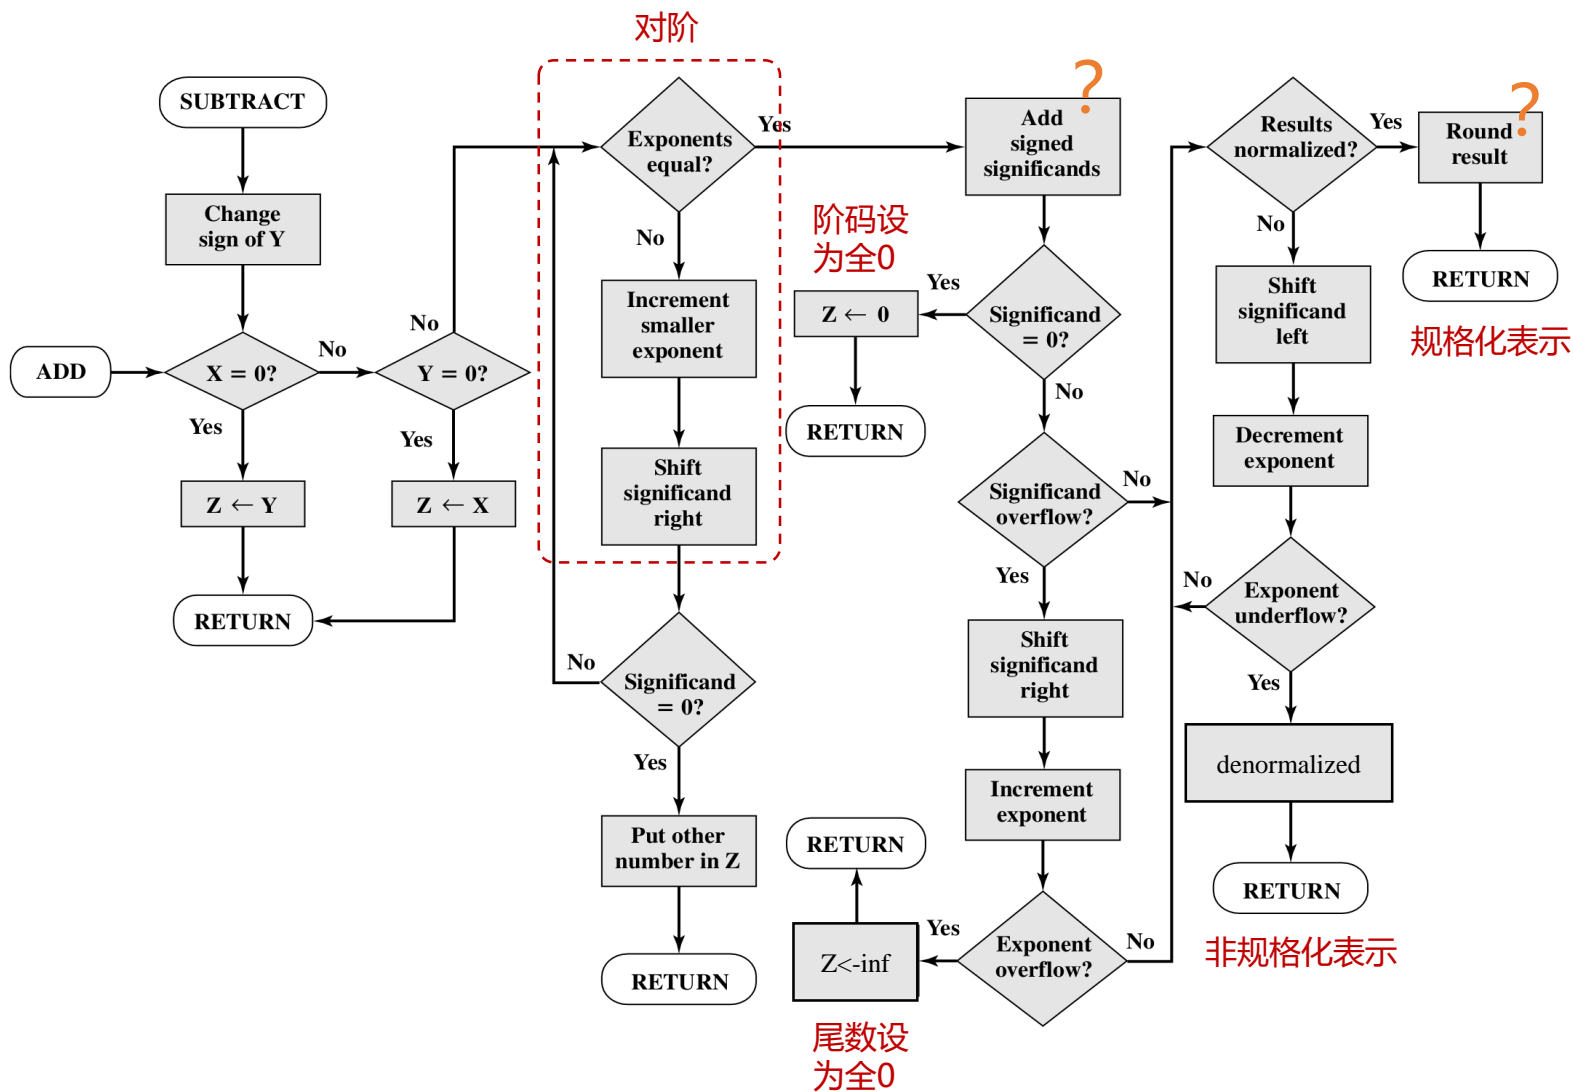 对阶
SUBTRACT
Change
sign of Y
ADD
X = 0?
No
Yes
Z ← Y
RETURN
Y = 0?
No
Yes
Z ← X
Exponents
equal?
Yes
No
Increment
smaller
exponent
Shift
significand
right
Significand
= 0?
No
Yes
Put other
number in Z
RETURN
?
Add
signed
significands
阶码设
为全0
Significand
= 0?
Yes
Z ← 0
RETURN
No
Significand
overflow?
No
Yes
Shift
significand
right
Increment
exponent
Exponent
overflow?
Yes
No
Z<-inf
RETURN
尾数设
为全0
Results
normalized?
Yes
?
Round
result
RETURN
规格化表示
No
Shift
significand
left
Decrement
exponent
Exponent
underflow?
No
Yes
denormalized
RETURN
非规格化表示